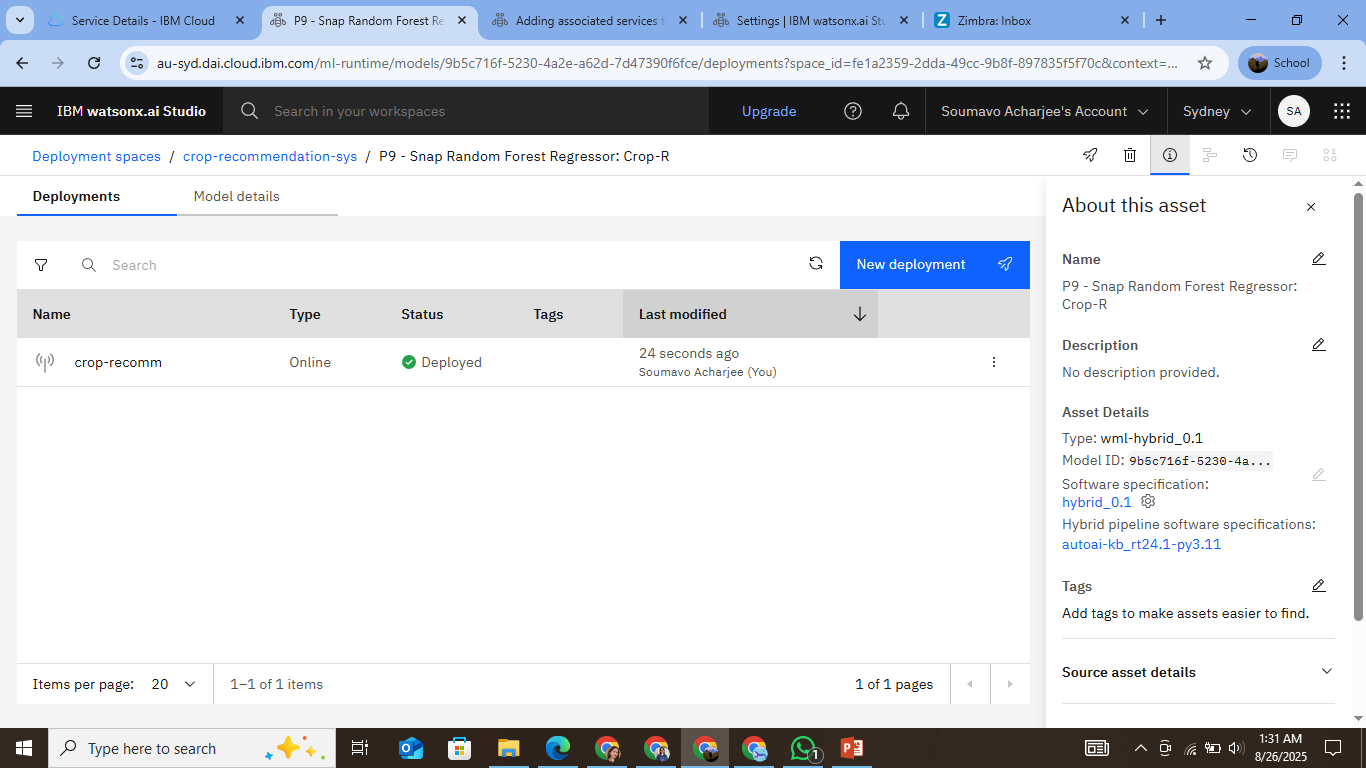 Service Details - IBM Cloud
P9 - Snap Random Forest Re
Adding associated services t
Settings | IBM watsonx.ai Stu
Zimbra: Inbox
au-syd.dai.cloud.ibm.com/ml-runtime/models/9b5c716f-5230-4a2e-a62d-7d47390f6fce/deployments?space_id=fe1a2359-2dda-49cc-9b8f-897835f5f70c&context=...
School
IBM watsonx.ai Studio
Search in your workspaces
Upgrade
Soumavo Acharjee's Account
Sydney
SA
Deployment spaces / crop-recommendation-sys / P9 - Snap Random Forest Regressor: Crop-R
Deployments
Model details
Search
New deployment
Name Type Status Tags Last modified
crop-recomm Online Deployed 24 seconds ago
Soumavo Acharjee (You)
Items per page: 20
1–1 of 1 items
1 of 1 pages
About this asset
Name
P9 - Snap Random Forest Regressor:
Crop-R
Description
No description provided.
Asset Details
Type: wml-hybrid_0.1
Model ID: 9b5c716f-5230-4a...
Software specification:
hybrid_0.1
Hybrid pipeline software specifications:
autoai-kb_rt24.1-py3.11
Tags
Add tags to make assets easier to find.
Source asset details
Type here to search
1
1:31 AM
8/26/2025